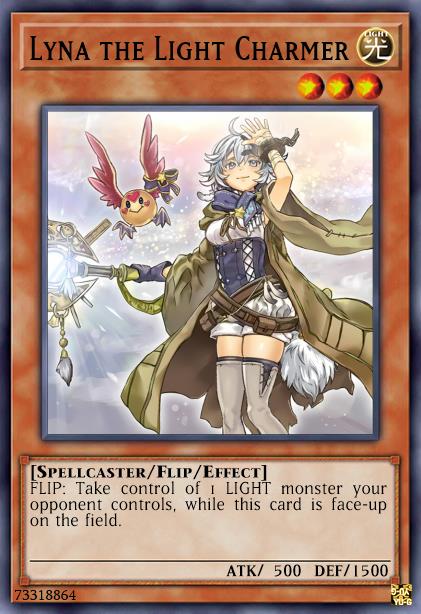 Lyna the Light Charmer
LIGHT
光
[Spellcaster/Flip/Effect]
FLIP: Take control of 1 LIGHT monster your
opponent controls, while this card is face-up
on the field.
ATK/ 500 DEF/1500
73318864